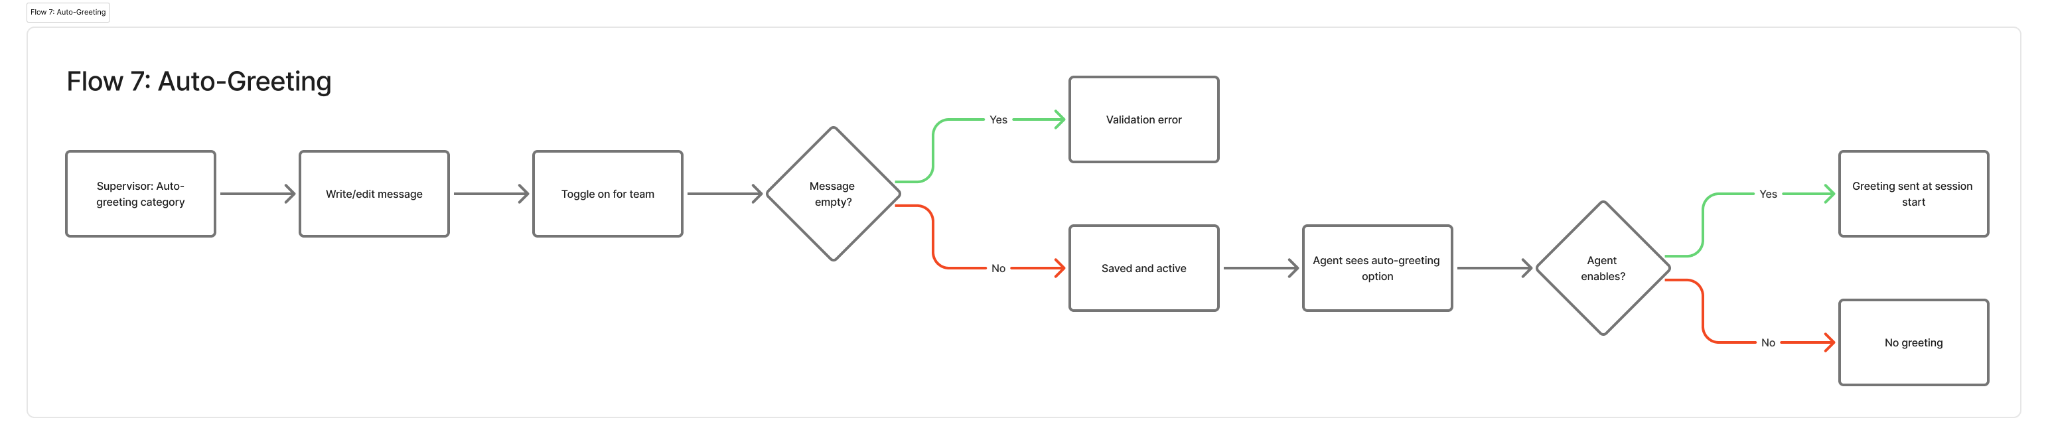 Flow 7: Auto-Greeting
Flow 7: Auto-Greeting
Supervisor: Auto-
greeting category
Write/edit message
Toggle on for team
Message
empty?
Yes
Validation error
No
Saved and active
Agent sees auto-greeting
option
Agent
enables?
Yes
Greeting sent at session
start
No
No greeting